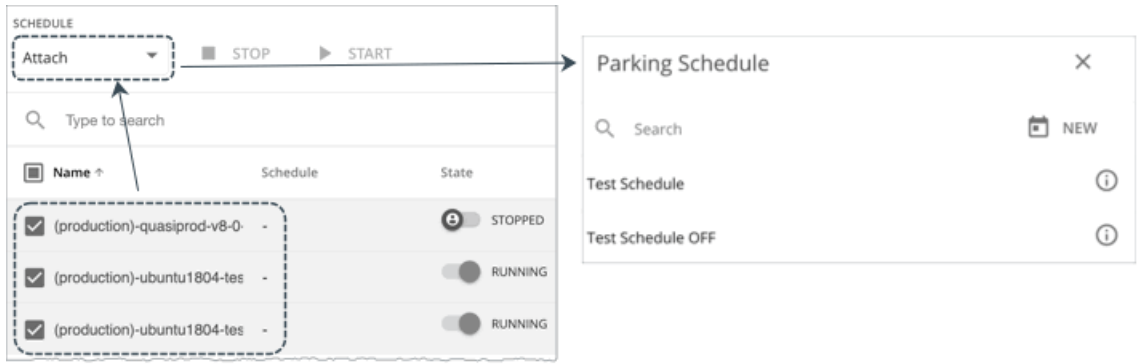 SCHEDULE
Attach
STOP
START
Type to search
Name
Schedule
State
(production)-quasiprod-v8-0- - STOPPED
(production)-ubuntu1804-tes - RUNNING
(production)-ubuntu1804-tes - RUNNING
Parking Schedule
Search
NEW
Test Schedule
Test Schedule OFF